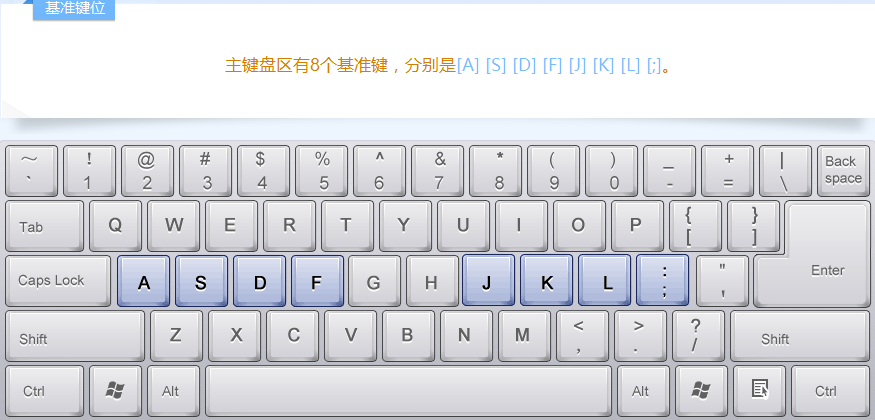 基准键位
主键盘区有8个基准键，分别是[A] [S] [D] [F] [J] [K] [L] [;]。
~ ! @ # $ % ^ & * ( ) _ + | Back space
` 1 2 3 4 5 6 7 8 9 0 - = \
Tab Q W E R T Y U I O P { [ } ]
Caps Lock A S D F G H J K L : ; " ' Enter
Shift Z X C V B N M < , > . ? / Shift
Ctrl Alt Alt Ctrl